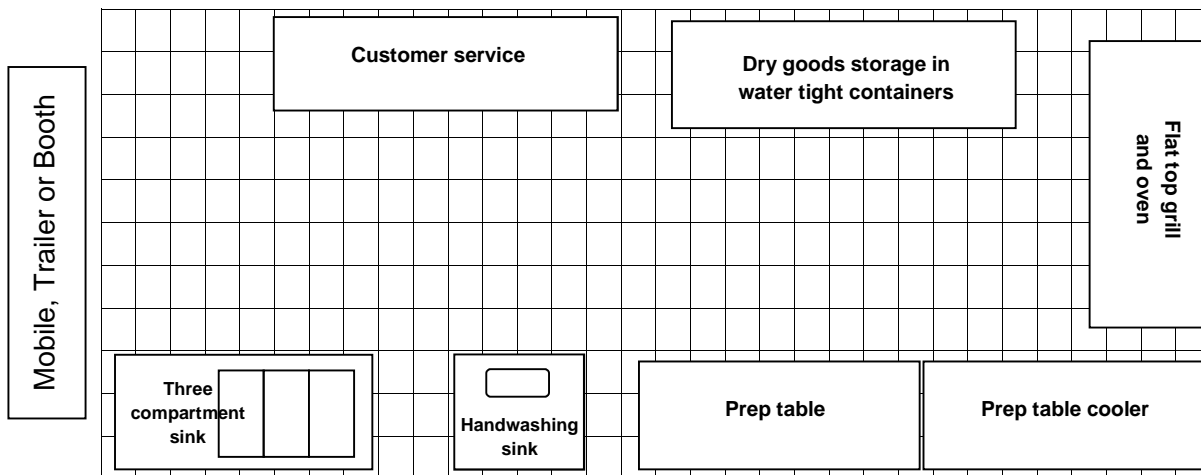 Mobile, Trailer or Booth
Customer service
Dry goods storage in
water tight containers
Flat top grill
and oven
Three
compartment
sink
Handwashing
sink
Prep table
Prep table cooler